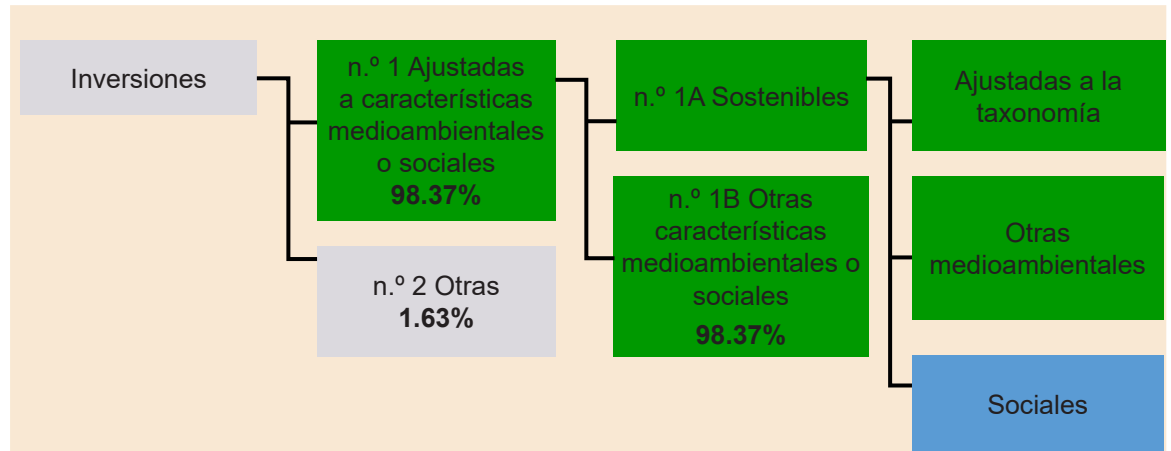 Inversiones
n.º 1 Ajustadas
a características
medioambientales
o sociales
98.37%
n.º 2 Otras
1.63%
n.º 1A Sostenibles
n.º 1B Otras
características
medioambientales o
sociales
98.37%
Ajustadas a la
taxonomía
Otras
medioambientales
Sociales